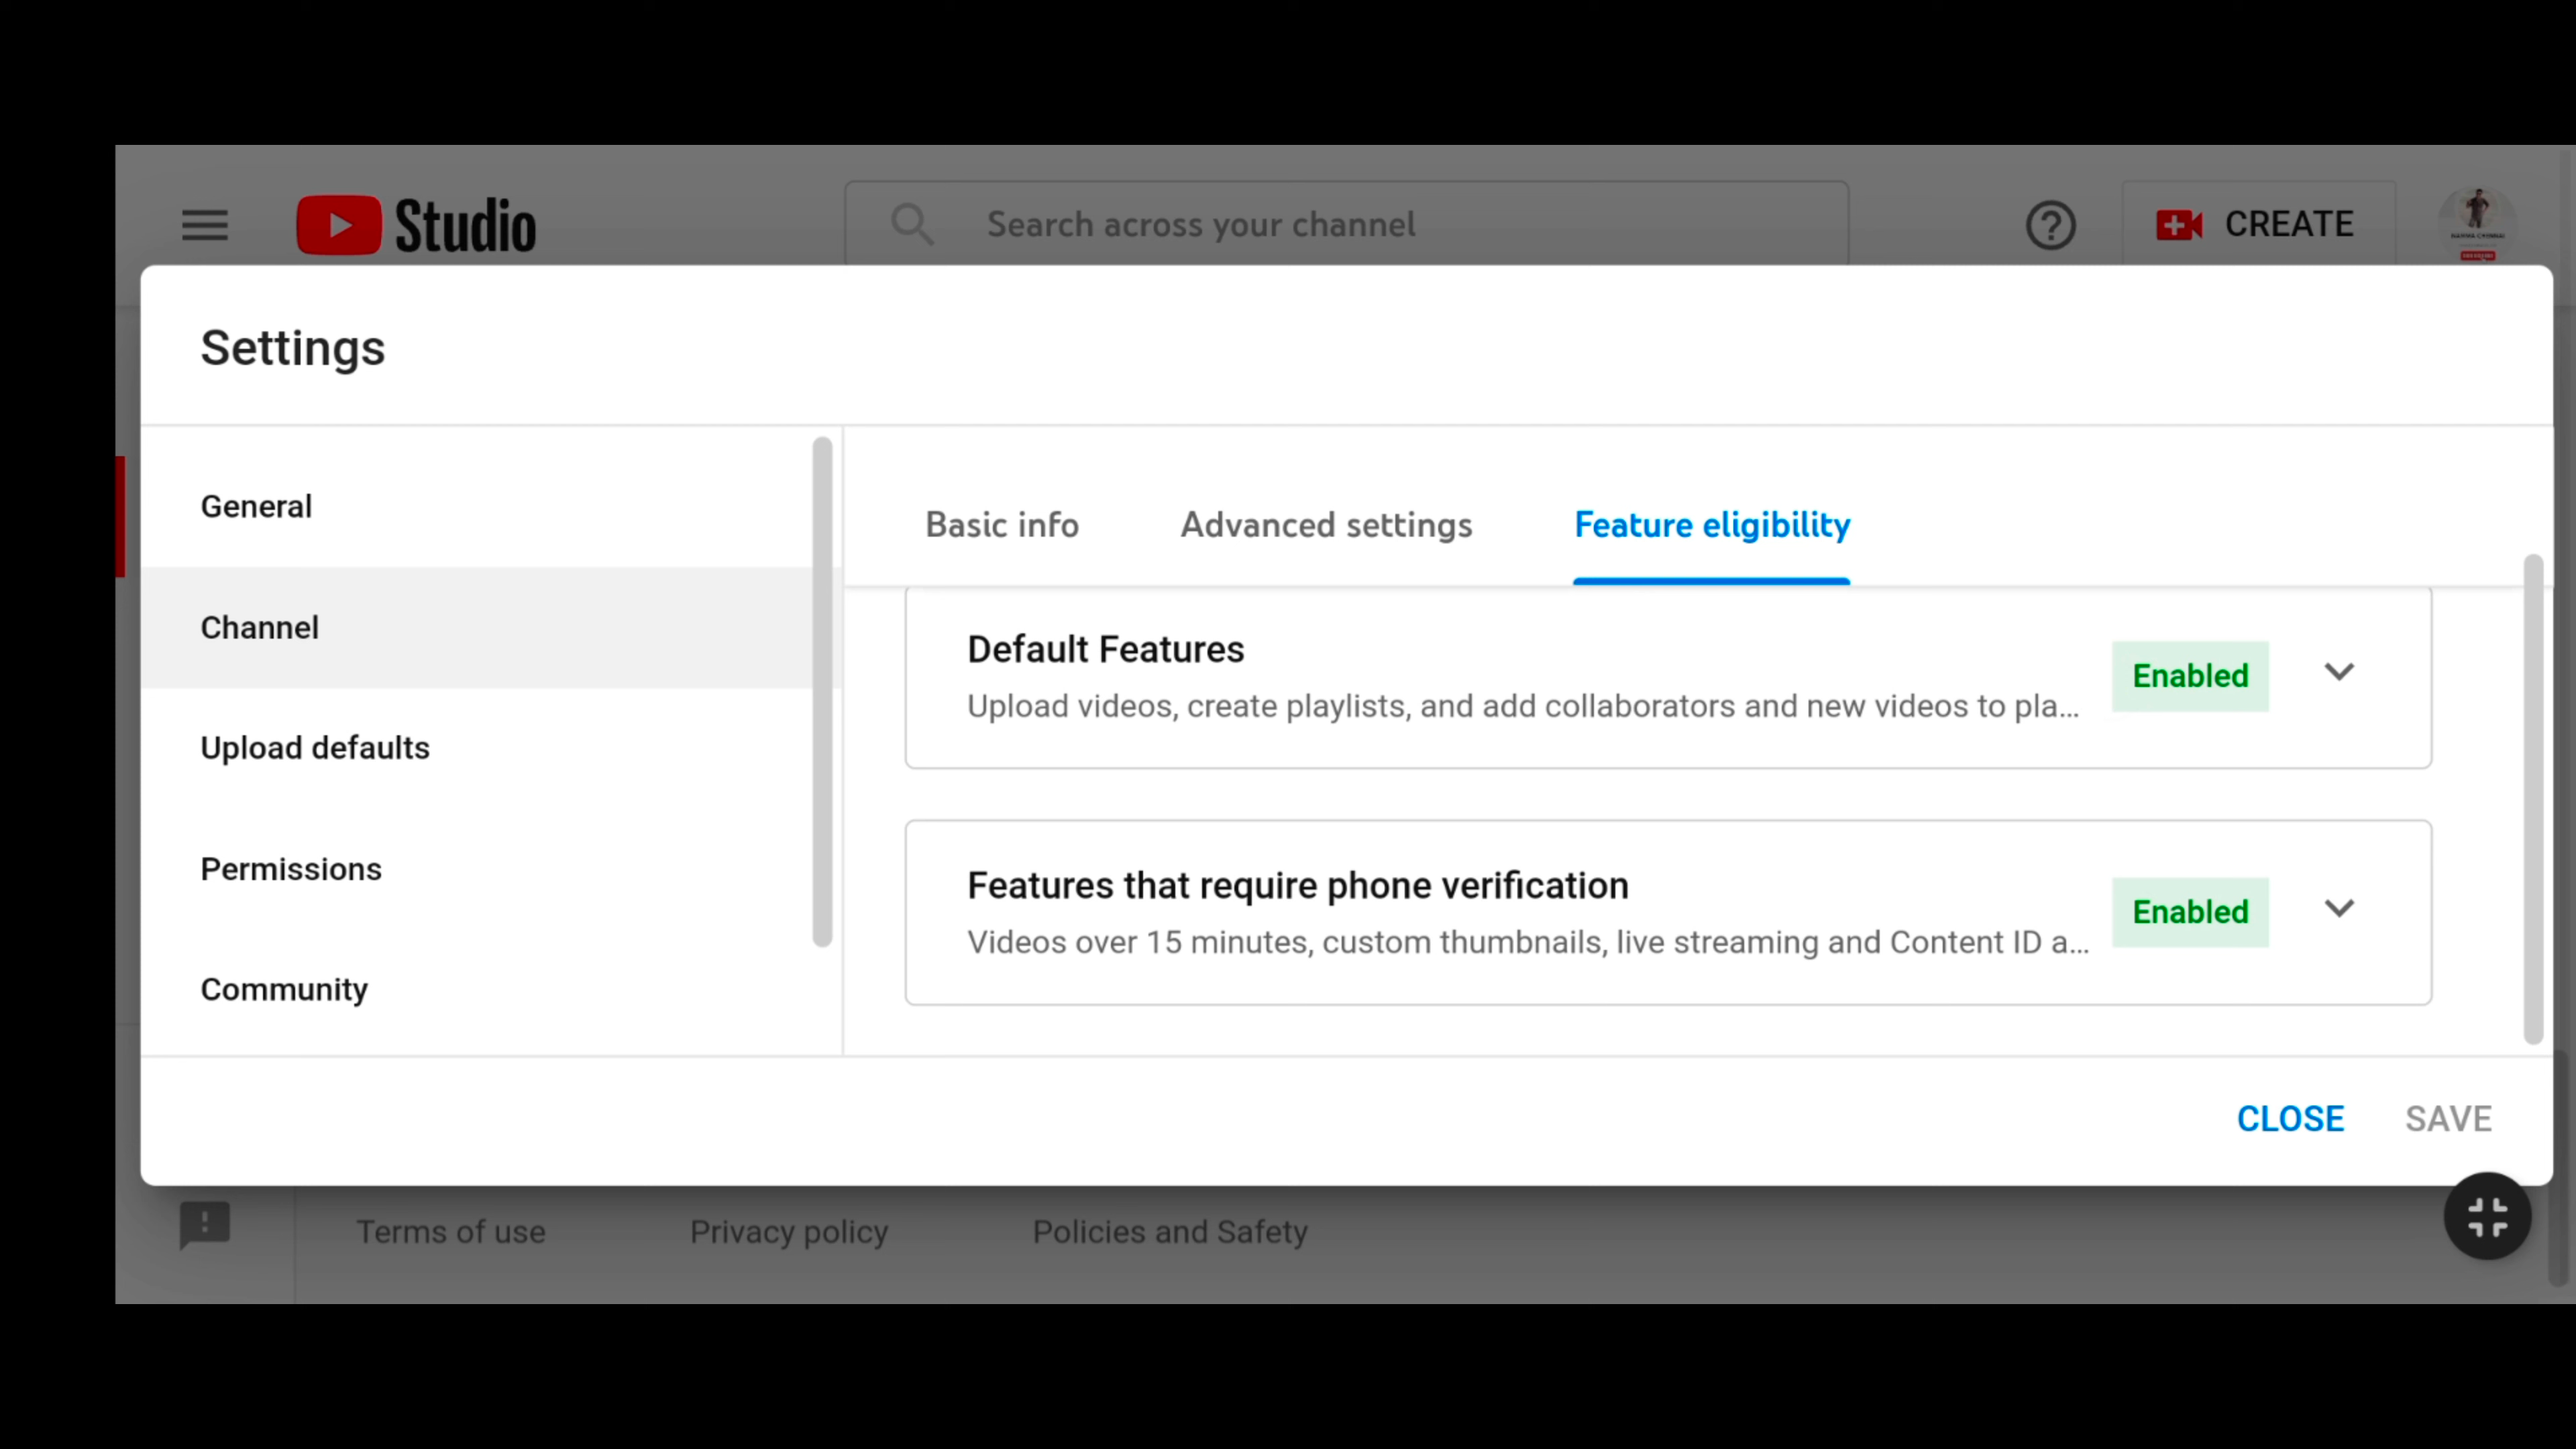 Studio
Search across your channel
CREATE
Settings
General
Channel
Upload defaults
Permissions
Community
Basic info
Advanced settings
Feature eligibility
Default Features
Upload videos, create playlists, and add collaborators and new videos to pla...
Enabled
Features that require phone verification
Videos over 15 minutes, custom thumbnails, live streaming and Content ID a...
Enabled
CLOSE
SAVE
Terms of use
Privacy policy
Policies and Safety